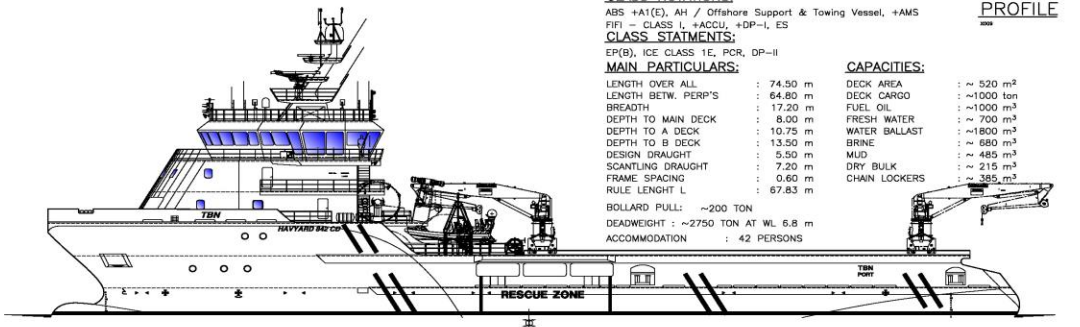 PROFILE
ABS +A1(E), AH / Offshore Support & Towing Vessel, +AMS
FIFI - CLASS I, +ACCU, +DP-I, ES
CLASS STATMENTS:
EP(B), ICE CLASS 1E, PCR, DP-II
MAIN PARTICULARS:
LENGTH OVER ALL : 74.50 m
LENGTH BETW. PERP'S : 64.80 m
BREADTH : 17.20 m
DEPTH TO MAIN DECK : 8.00 m
DEPTH TO A DECK : 10.75 m
DEPTH TO B DECK : 13.50 m
DESIGN DRAUGHT : 5.50 m
SCANTLING DRAUGHT : 7.20 m
FRAME SPACING : 0.60 m
RULE LENGHT L : 67.83 m
BOLLARD PULL: ~200 TON
DEADWEIGHT : ~2750 TON AT WL 6.8 m
ACCOMMODATION : 42 PERSONS
CAPACITIES:
DECK AREA : ~ 520 m²
DECK CARGO : ~1000 ton
FUEL OIL : ~1000 m³
FRESH WATER : ~ 700 m³
WATER BALLAST : ~1800 m³
BRINE : ~ 680 m³
MUD : ~ 485 m³
DRY BULK : ~ 215 m³
CHAIN LOCKERS : ~ 385 m³
TBN
HAVYARD 842 CD
TBN
PORT
RESCUE ZONE